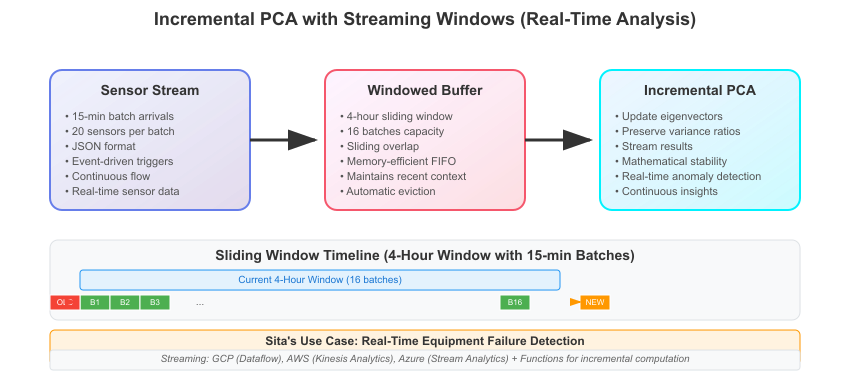 Incremental PCA with Streaming Windows (Real-Time Analysis)
Sensor Stream
• 15-min batch arrivals
• 20 sensors per batch
• JSON format
• Event-driven triggers
• Continuous flow
• Real-time sensor data
Windowed Buffer
• 4-hour sliding window
• 16 batches capacity
• Sliding overlap
• Memory-efficient FIFO
• Maintains recent context
• Automatic eviction
Incremental PCA
• Update eigenvectors
• Preserve variance ratios
• Stream results
• Mathematical stability
• Real-time anomaly detection
• Continuous insights
Sliding Window Timeline (4-Hour Window with 15-min Batches)
Current 4-Hour Window (16 batches)
B1 B2 B3 ... B16 NEW
Sita's Use Case: Real-Time Equipment Failure Detection
Streaming: GCP (Dataflow), AWS (Kinesis Analytics), Azure (Stream Analytics) + Functions for incremental computation